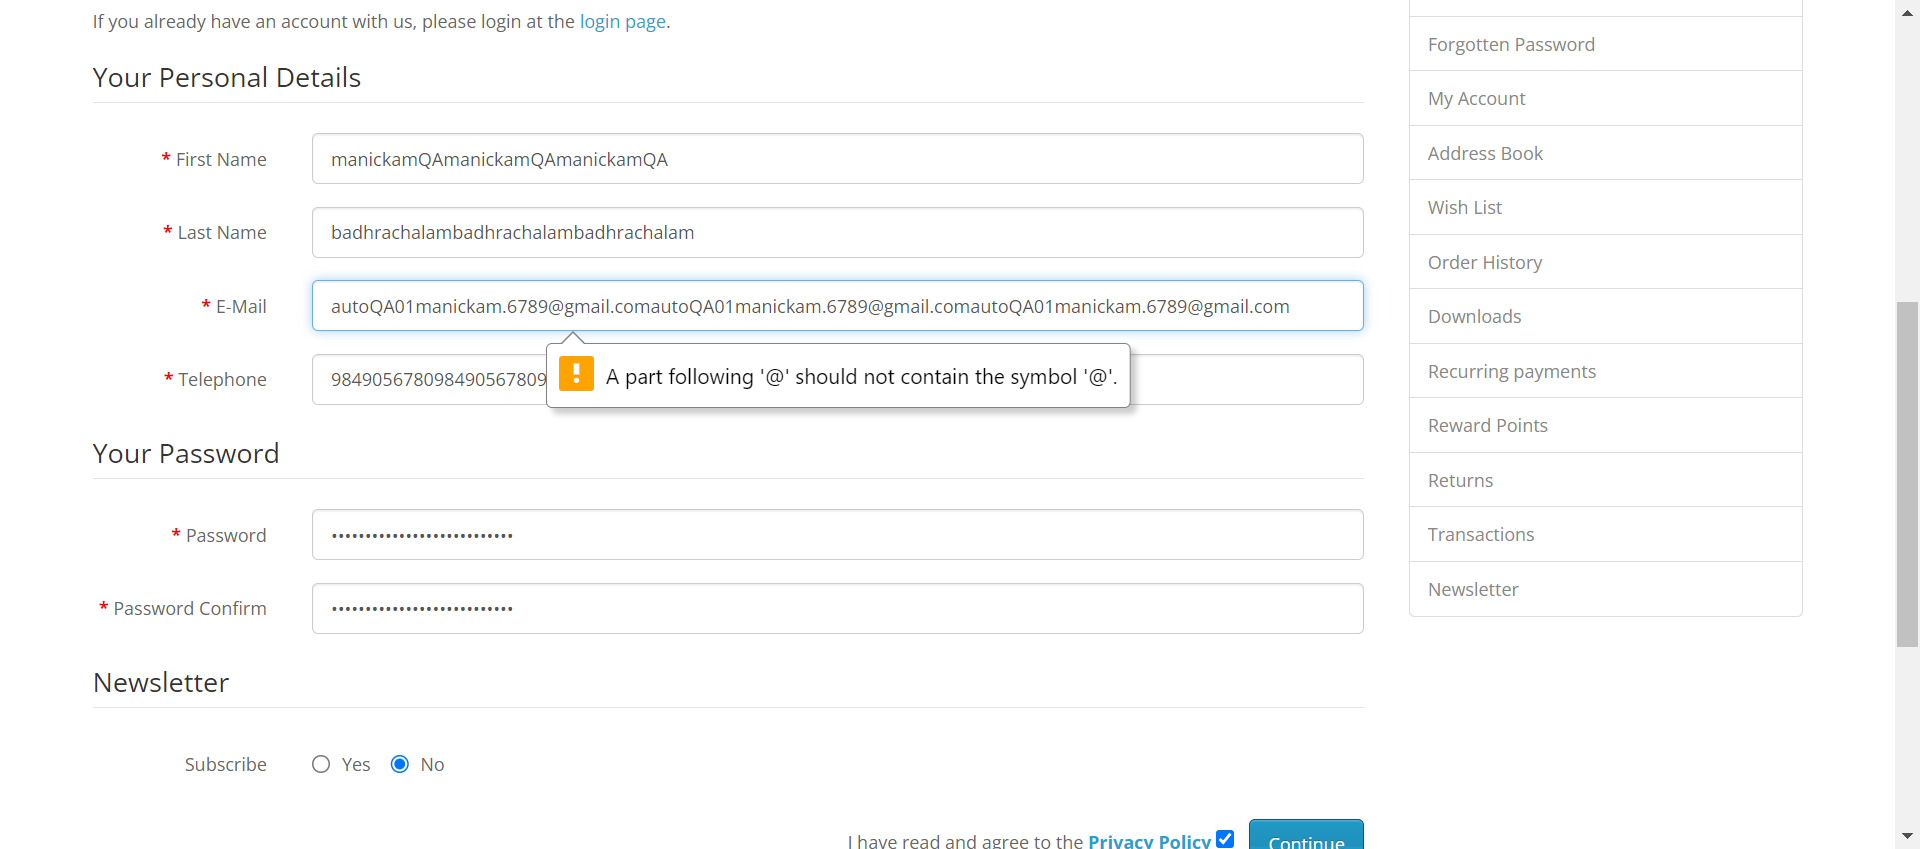 If you already have an account with us, please login at the login page.
Your Personal Details
* First Name
manickamQAmanickamQAmanickamQA
* Last Name
badhrachalambadhrachalambadhrachalam
* E-Mail
autoQA01manickam.6789@gmail.comautoQA01manickam.6789@gmail.comautoQA01manickam.6789@gmail.com
* Telephone
98490567809849056​7809
! A part following '@' should not contain the symbol '@'.
Your Password
* Password
* Password Confirm
Newsletter
Subscribe
Yes
No
I have read and agree to the Privacy Policy
Continue
Forgotten Password
My Account
Address Book
Wish List
Order History
Downloads
Recurring payments
Reward Points
Returns
Transactions
Newsletter